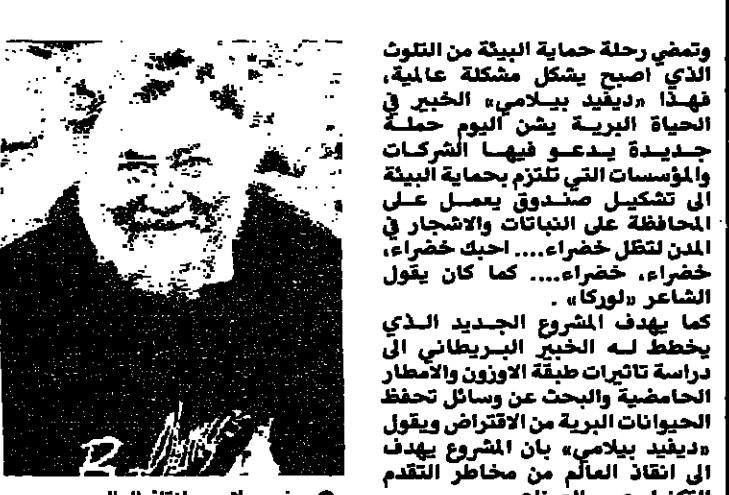 وتمضي رحلة حماية البيئة من التلوث
الذي اصبح يشكل مشكلة عالمية،
فهذا «ديفيد بيلامي» الخبير في
الحياة البرية يشن اليوم حملة
جديدة يدعو فيها الشركات
والمؤسسات التي تلتزم بحماية البيئة
الى تشكيل صندوق يعمل على
المحافظة على النباتات والاشجار في
المدن لتظل خضراء.... احبك خضراء،
خضراء، خضراء.... كما كان يقول
الشاعر «لوركا» .
كما يهدف المشروع الجديد الذي
يخطط له الخبير البريطاني الى
دراسة تاثيرات طبقة الاوزون والامطار
الحامضية والبحث عن وسائل تحفظ
الحيوانات البرية من الاقتراض ويقول
«ديفيد بيلامي» بان المشروع يهدف
الى انقاذ العالم من مخاطر التقدم